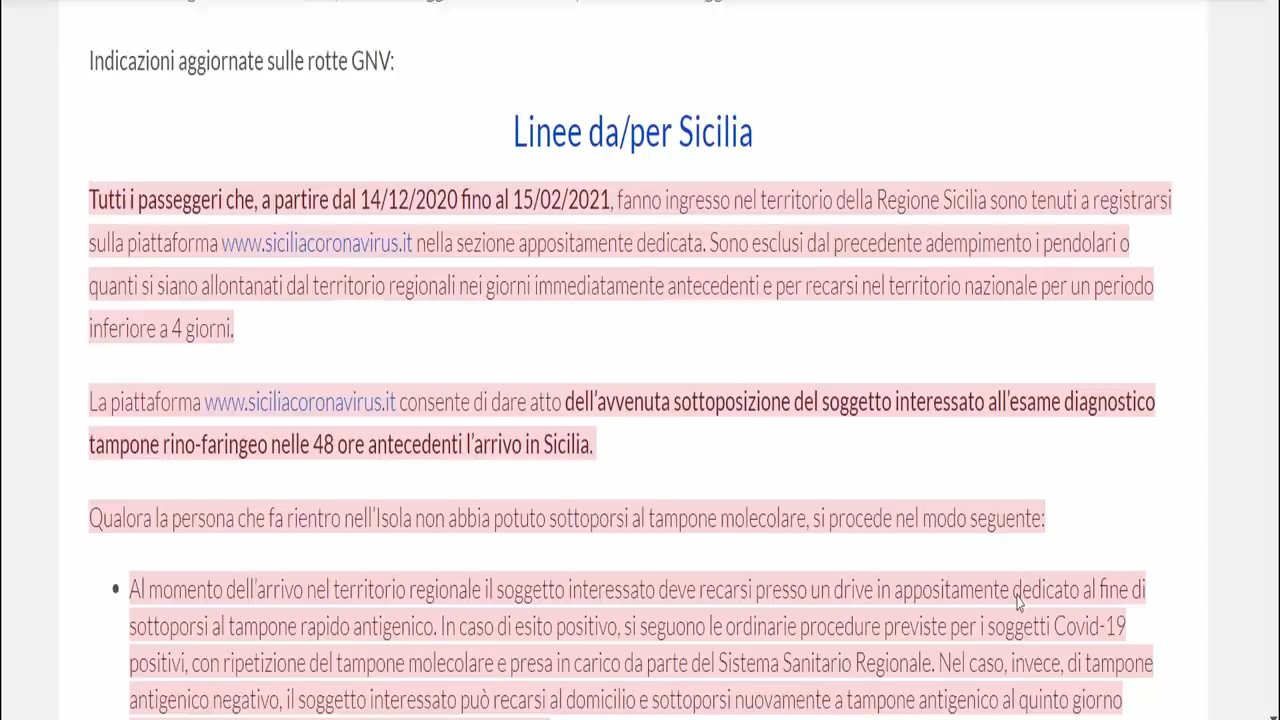 Indicazioni aggiornate sulle rotte GNV:
Linee da/per Sicilia
Tutti i passeggeri che, a partire dal 14/12/2020 fino al 15/02/2021, fanno ingresso nel territorio della Regione Sicilia sono tenuti a registrarsi
sulla piattaforma www.siciliacoronavirus.it nella sezione appositamente dedicata. Sono esclusi dal precedente adempimento i pendolari o
quanti si siano allontanati dal territorio regionali nei giorni immediatamente antecedenti e per recarsi nel territorio nazionale per un periodo
inferiore a 4 giorni.
La piattaforma www.siciliacoronavirus.it consente di dare atto dell'avvenuta sottoposizione del soggetto interessato all'esame diagnostico
tampone rino-faringeo nelle 48 ore antecedenti l'arrivo in Sicilia.
Qualora la persona che fa rientro nell'Isola non abbia potuto sottoporsi al tampone molecolare, si procede nel modo seguente:
• Al momento dell'arrivo nel territorio regionale il soggetto interessato deve recarsi presso un drive in appositamente dedicato al fine di
sottoporsi al tampone rapido antigenico. In caso di esito positivo, si seguono le ordinarie procedure previste per i soggetti Covid-19
positivi, con ripetizione del tampone molecolare e presa in carico da parte del Sistema Sanitario Regionale. Nel caso, invece, di tampone
antigenico negativo, il soggetto interessato può recarsi al domicilio e sottoporsi nuovamente a tampone antigenico al quinto giorno